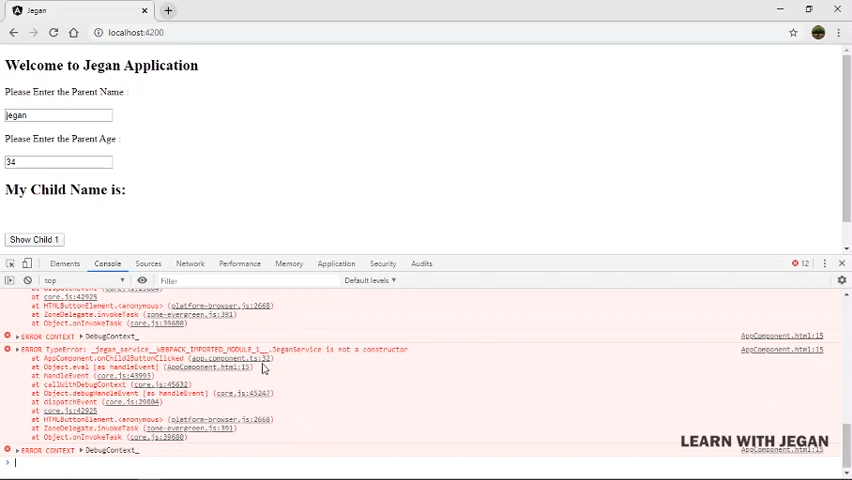 Jegan
localhost:4200
Welcome to Jegan Application
Please Enter the Parent Name :
jegan
Please Enter the Parent Age :
34
My Child Name is:
Show Child 1
Elements Console Sources Network Performance Memory Application Security Audits 12
top Filter Default levels
at core.js:42925
at HTMLButtonElement.<anonymous> (platform-browser.js:2668)
at ZoneDelegate.invokeTask (zone-evergreen.js:391)
at Object.onInvokeTask (core.js:39680)
ERROR CONTEXT DebugContext_ AppComponent.html:15
ERROR TypeError: _jegan_service__WEBPACK_IMPORTED_MODULE_1__.JeganService is not a constructor AppComponent.html:15
at AppComponent.onChild2ButtonClicked (app.component.ts:32)
at Object.eval [as handleEvent] (AppComponent.html:15)
at Object.handleEvent (core.js:43993)
at callWithDebugContext (core.js:45632)
at Object.debugHandleEvent [as handleEvent] (core.js:45247)
at dispatchEvent (core.js:29804)
at core.js:42925
at HTMLButtonElement.<anonymous> (platform-browser.js:2668)
at ZoneDelegate.invokeTask (zone-evergreen.js:391)
at Object.onInvokeTask (core.js:39680)
LEARN WITH JEGAN
ERROR CONTEXT DebugContext_ AppComponent.html:15